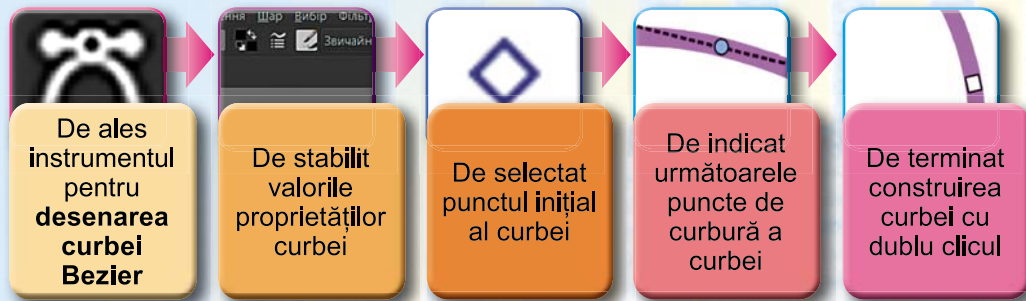 ння Шар Вибір Фільт
Звичайн
De ales
instrumentul
pentru
desenarea
curbei
Bezier
De stabilit
valorile
proprietăților
curbei
De selectat
punctul inițial
al curbei
De indicat
următoarele
puncte de
curbură a
curbei
De terminat
construirea
curbei cu
dublu clicul